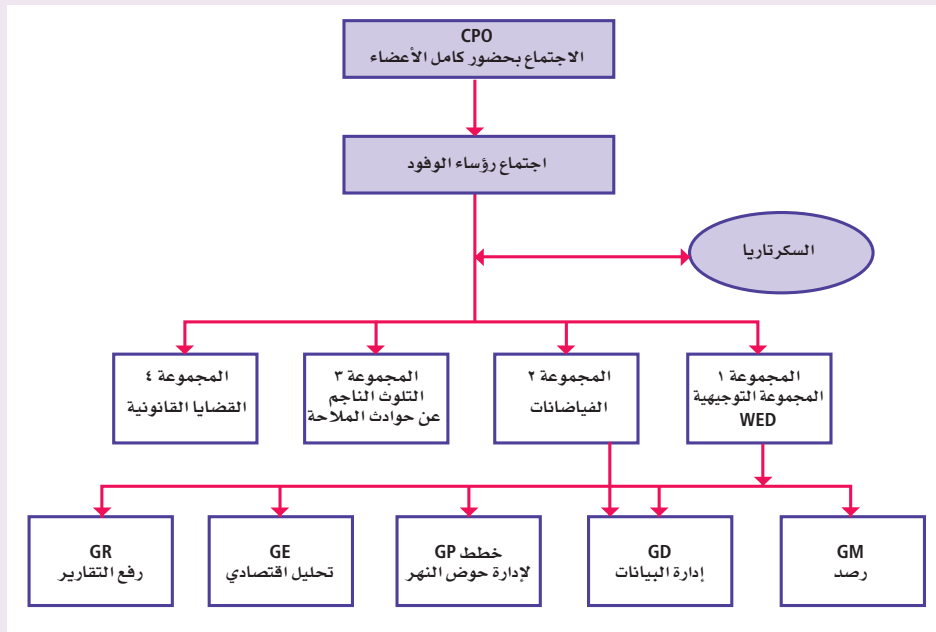 CPO
الاجتماع بحضور كامل الأعضاء
اجتماع رؤساء الوفود
السكرتاريا
المجموعة ١
المجموعة التوجيهية
WED
المجموعة ٢
الفياضانات
المجموعة ٣
التلوث الناجم
عن حوادث الملاحة
المجموعة ٤
القضايا القانونية
GM
رصد
GD
إدارة البيانات
خطط GP
لإدارة حوض النهر
GE
تحليل اقتصادي
GR
رفع التقارير